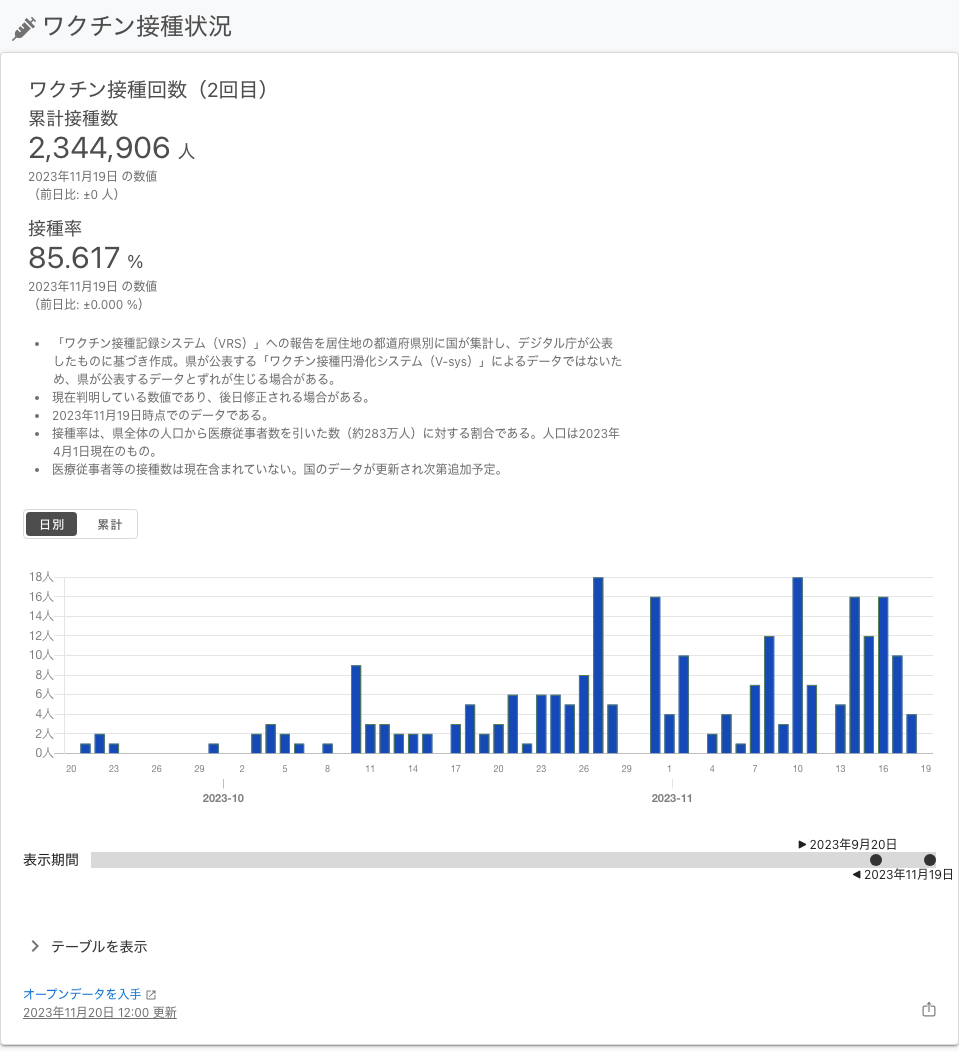 ワクチン接種状況
ワクチン接種回数（2回目）
累計接種数
2,344,906 人
2023年11月19日 の数値
（前日比: ±0 人）
接種率
85.617 %
2023年11月19日 の数値
（前日比: ±0.000 %）
• 「ワクチン接種記録システム（VRS）」への報告を居住地の都道府県別に国が集計し、デジタル庁が公表
したものに基づき作成。県が公表する「ワクチン接種円滑化システム（V-sys）」によるデータではないた
め、県が公表するデータとずれが生じる場合がある。
• 現在判明している数値であり、後日修正される場合がある。
• 2023年11月19日時点でのデータである。
• 接種率は、県全体の人口から医療従事者数を引いた数（約283万人）に対する割合である。人口は2023年
4月1日現在のもの。
• 医療従事者等の接種数は現在含まれていない。国のデータが更新され次第追加予定。
日別 累計
18人
16人
14人
12人
10人
8人
6人
4人
2人
0人
20 23 26 29 2 5 8 11 14 17 20 23 26 29 1 4 7 10 13 16 19
2023-10 2023-11
▶ 2023年9月20日
表示期間
◀ 2023年11月19日
テーブルを表示
オープンデータを入手
2023年11月20日 12:00 更新